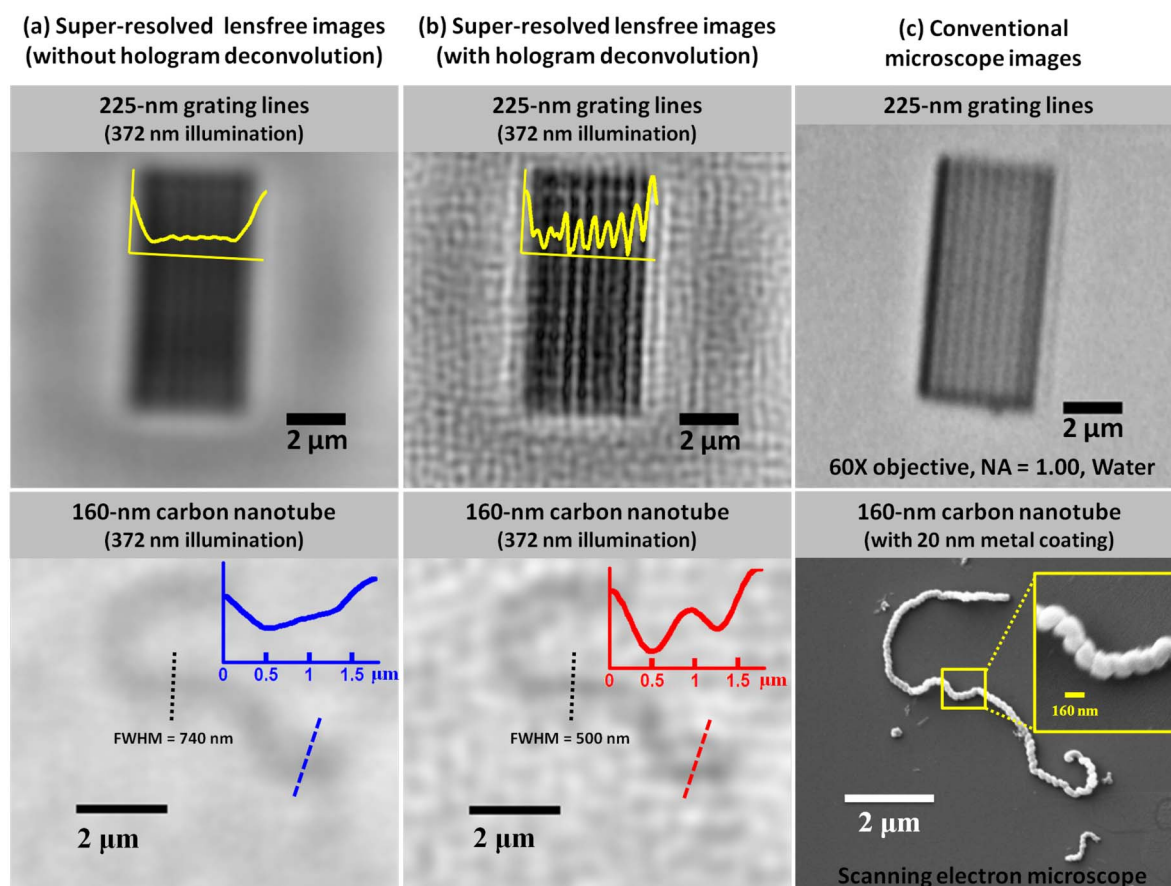 (a) Super-resolved lensfree images
(without hologram deconvolution)
(b) Super-resolved lensfree images
(with hologram deconvolution)
(c) Conventional
microscope images
225-nm grating lines
(372 nm illumination)
2 µm
225-nm grating lines
(372 nm illumination)
2 µm
225-nm grating lines
2 µm
60X objective, NA = 1.00, Water
160-nm carbon nanotube
(372 nm illumination)
0 0.5 1 1.5 µm
FWHM = 740 nm
2 µm
160-nm carbon nanotube
(372 nm illumination)
0 0.5 1 1.5 µm
FWHM = 500 nm
2 µm
160-nm carbon nanotube
(with 20 nm metal coating)
160 nm
2 µm
Scanning electron microscope